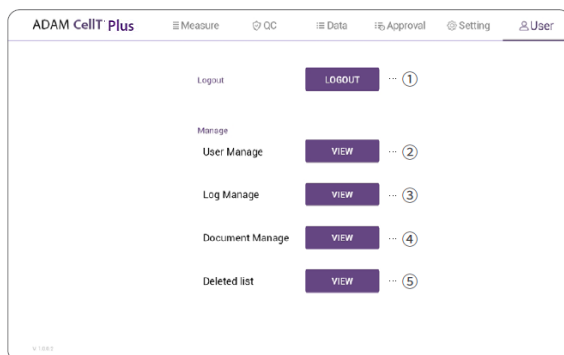 ADAM CellT Plus Measure QC Data Approval Setting User
Logout LOGOUT ... ①
Manage
User Manage VIEW ... ②
Log Manage VIEW ... ③
Document Manage VIEW ... ④
Deleted list VIEW ... ⑤